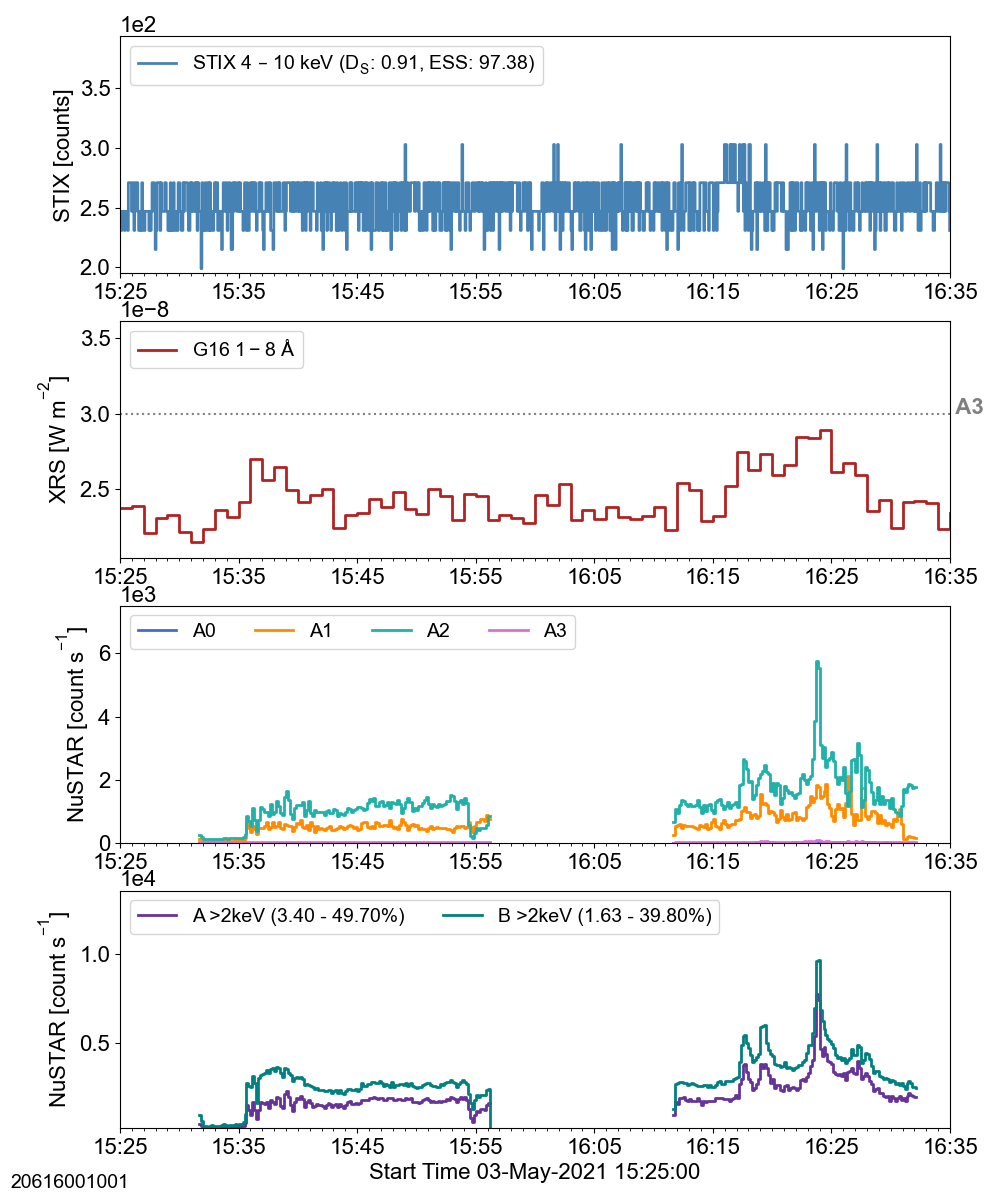 1e2
STIX 4 – 10 keV (DS: 0.91, ESS: 97.38)
STIX [counts]
3.5
3.0
2.5
2.0
15:25 15:35 15:45 15:55 16:05 16:15 16:25 16:35
1e−8
G16 1 – 8 Å
XRS [W m−2]
3.5
3.0
2.5
A3
15:25 15:35 15:45 15:55 16:05 16:15 16:25 16:35
1e3
A0 A1 A2 A3
NuSTAR [count s−1]
6
4
2
0
15:25 15:35 15:45 15:55 16:05 16:15 16:25 16:35
1e4
A >2keV (3.40 - 49.70%) B >2keV (1.63 - 39.80%)
NuSTAR [count s−1]
1.0
0.5
15:25 15:35 15:45 15:55 16:05 16:15 16:25 16:35
Start Time 03-May-2021 15:25:00
20616001001